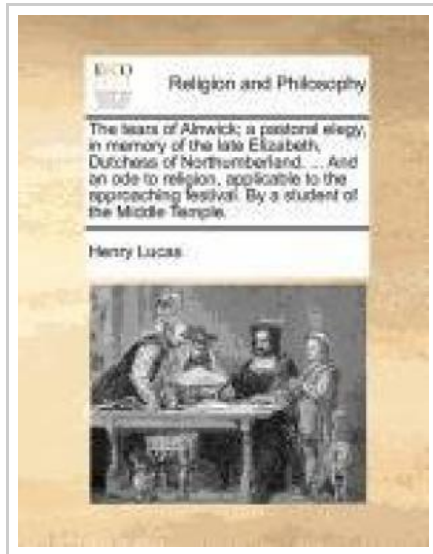 ECCO
Religion and Philosophy
The tears of Alnwick; a pastoral elegy,
in memory of the late Elizabeth,
Dutchess of Northumberland. ... And
an ode to religion, applicable to the
approaching festival. By a student of
the Middle Temple.
Henry Lucas